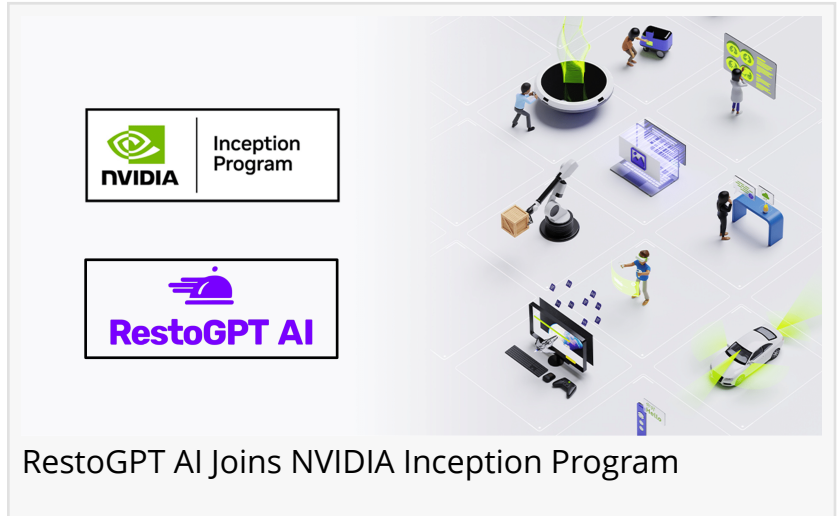 NVIDIA
Inception
Program
RestoGPT AI
RestoGPT AI Joins NVIDIA Inception Program